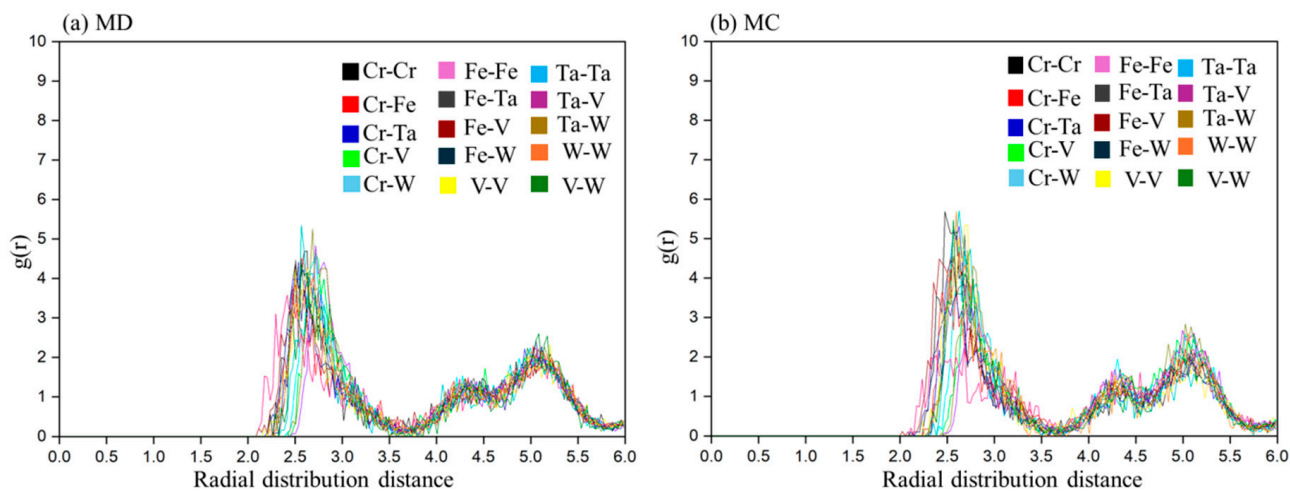 (a) MD
10
9
8
7
6
5
4
3
2
1
0
g(r)
Cr-Cr Fe-Fe Ta-Ta
Cr-Fe Fe-Ta Ta-V
Cr-Ta Fe-V Ta-W
Cr-V Fe-W W-W
Cr-W V-V V-W
0.0 0.5 1.0 1.5 2.0 2.5 3.0 3.5 4.0 4.5 5.0 5.5 6.0
Radial distribution distance
(b) MC
10
9
8
7
6
5
4
3
2
1
0
g(r)
Cr-Cr Fe-Fe Ta-Ta
Cr-Fe Fe-Ta Ta-V
Cr-Ta Fe-V Ta-W
Cr-V Fe-W W-W
Cr-W V-V V-W
0.0 0.5 1.0 1.5 2.0 2.5 3.0 3.5 4.0 4.5 5.0 5.5 6.0
Radial distribution distance